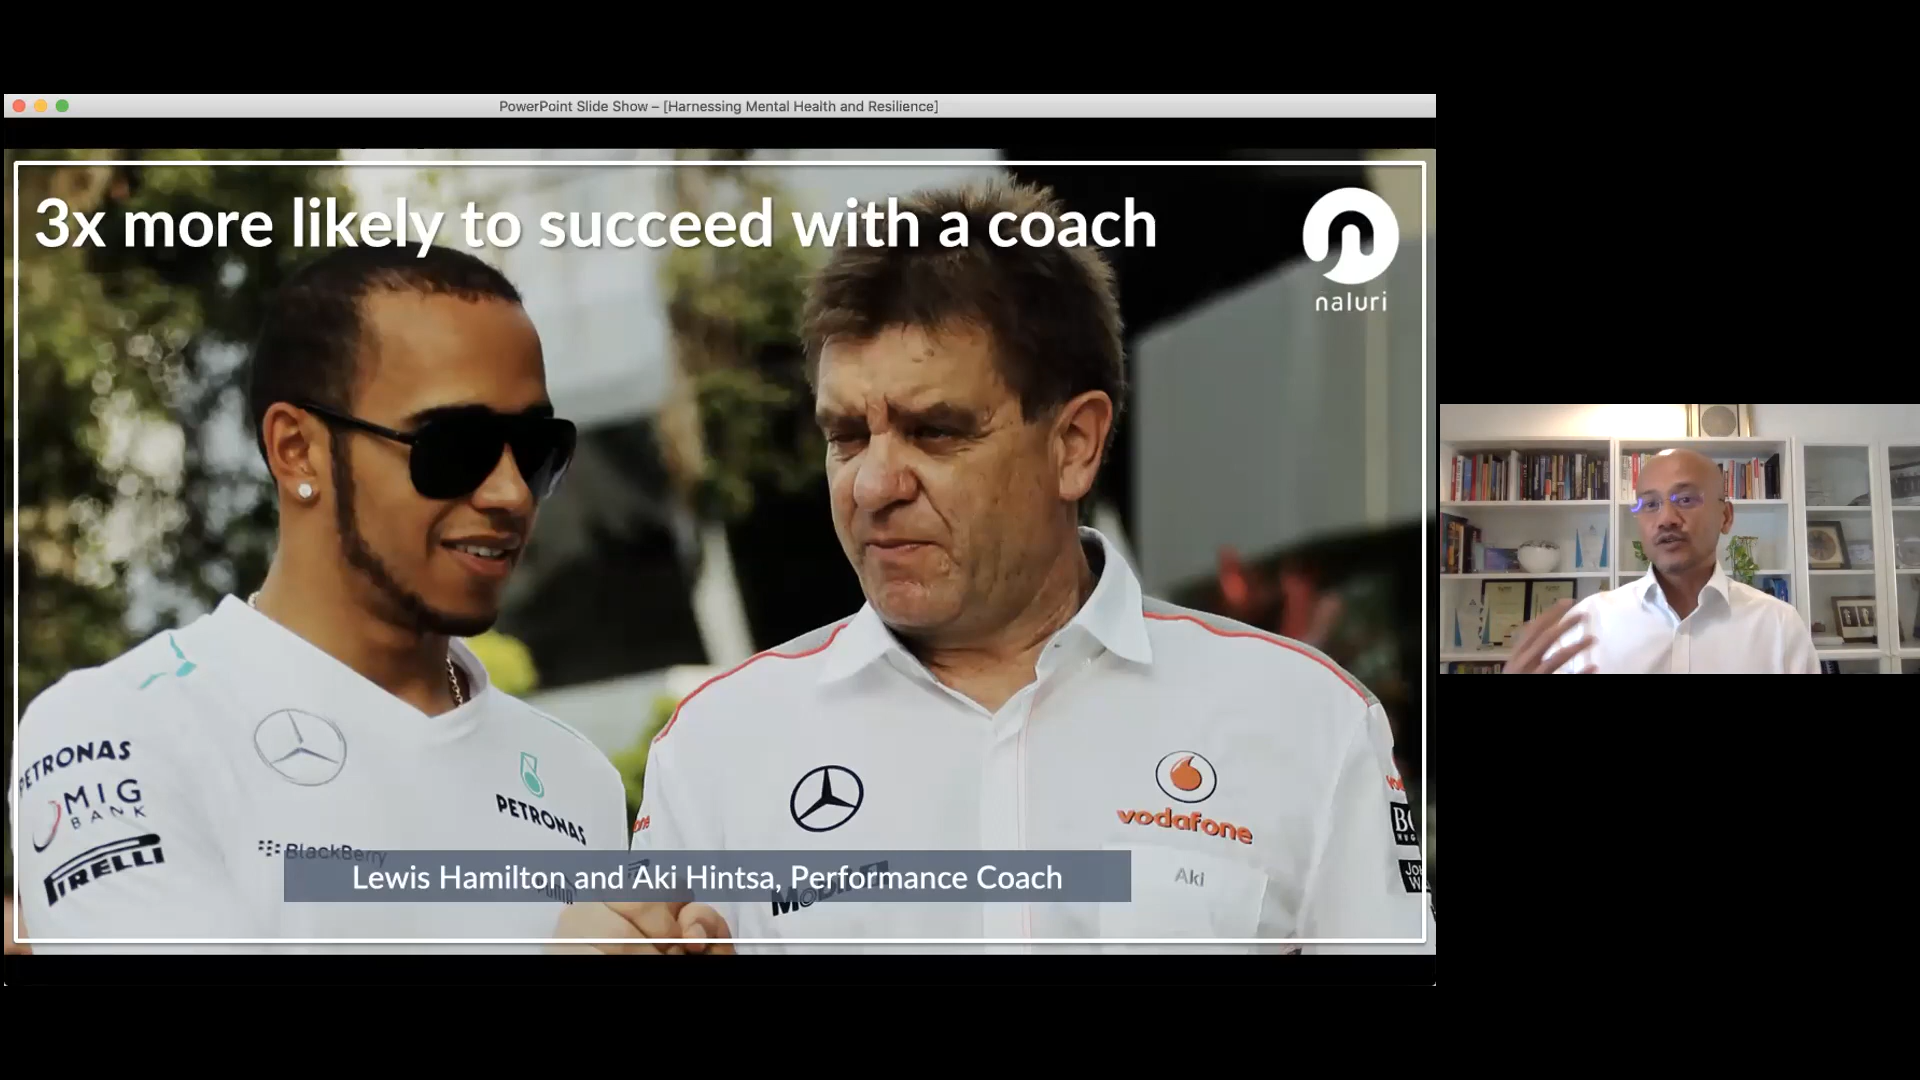 PowerPoint Slide Show – [Harnessing Mental Health and Resilience]
3x more likely to succeed with a coach
naluri
PETRONAS
MIG
BANK
PIRELLI
PETRONAS
BlackBerry
vodafone
Aki
Lewis Hamilton and Aki Hintsa, Performance Coach